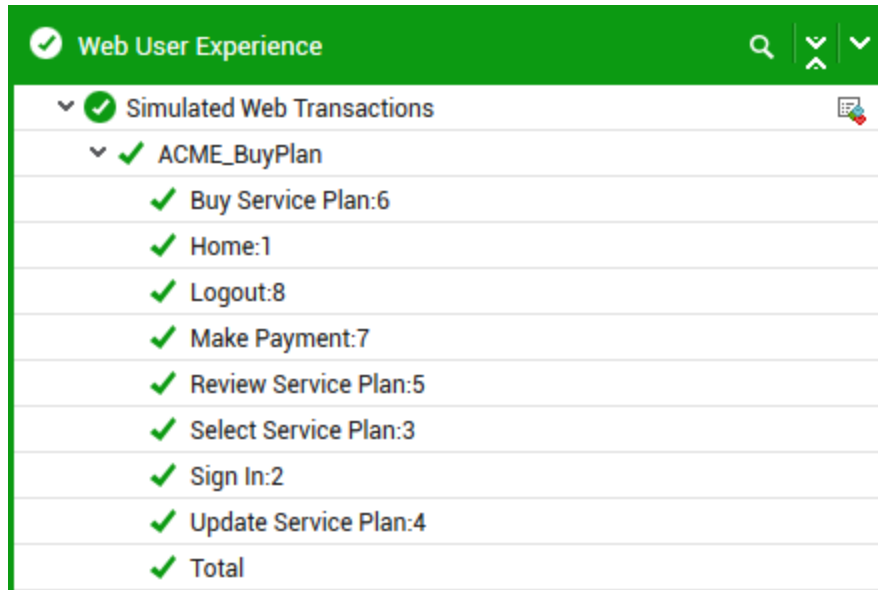 Web User Experience
Simulated Web Transactions
ACME_BuyPlan
Buy Service Plan:6
Home:1
Logout:8
Make Payment:7
Review Service Plan:5
Select Service Plan:3
Sign In:2
Update Service Plan:4
Total